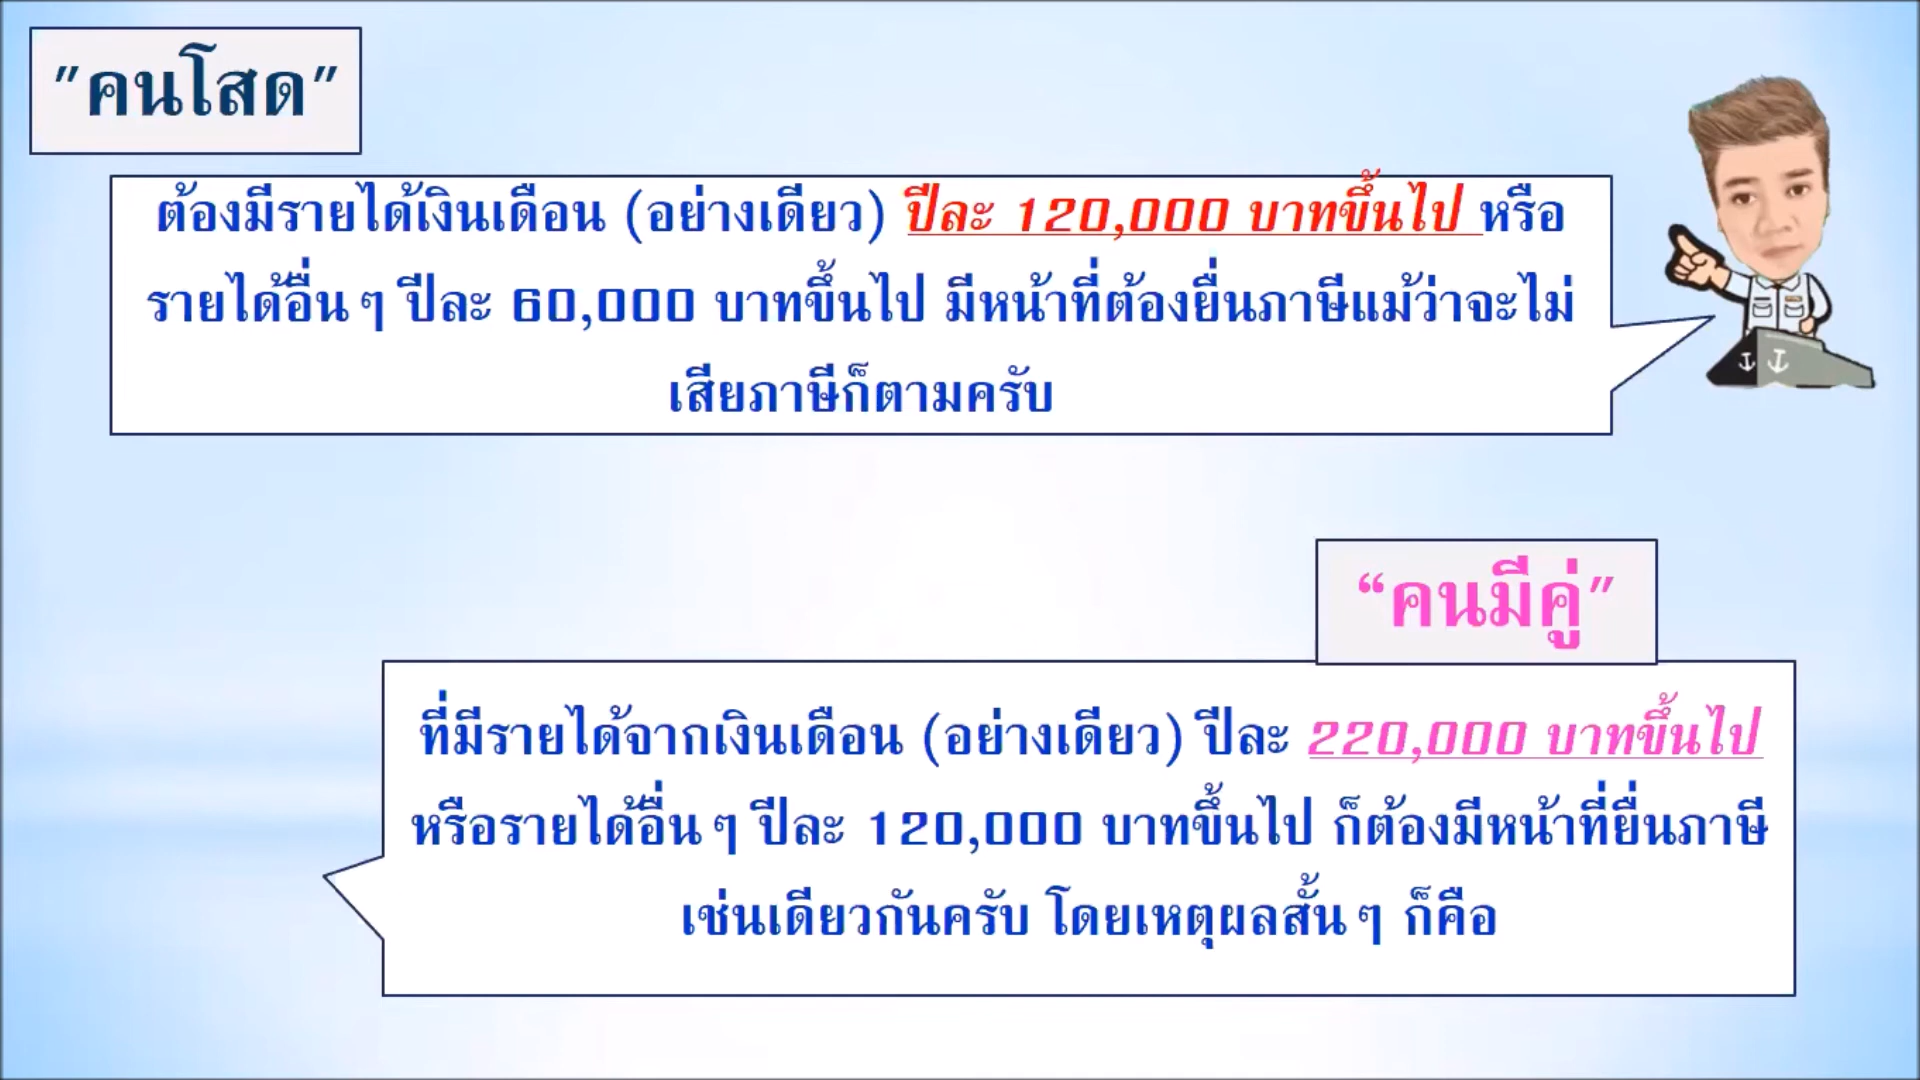 "คนโสด"
ต้องมีรายได้เงินเดือน (อย่างเดียว) ปีละ 120,000 บาทขึ้นไป หรือ
รายได้อื่นๆ ปีละ 60,000 บาทขึ้นไป มีหน้าที่ต้องยื่นภาษีแม้ว่าจะไม่
เสียภาษีก็ตามครับ
“คนมีคู่”
ที่มีรายได้จากเงินเดือน (อย่างเดียว) ปีละ 220,000 บาทขึ้นไป
หรือรายได้อื่นๆ ปีละ 120,000 บาทขึ้นไป ก็ต้องมีหน้าที่ยื่นภาษี
เช่นเดียวกันครับ โดยเหตุผลสั้นๆ ก็คือ